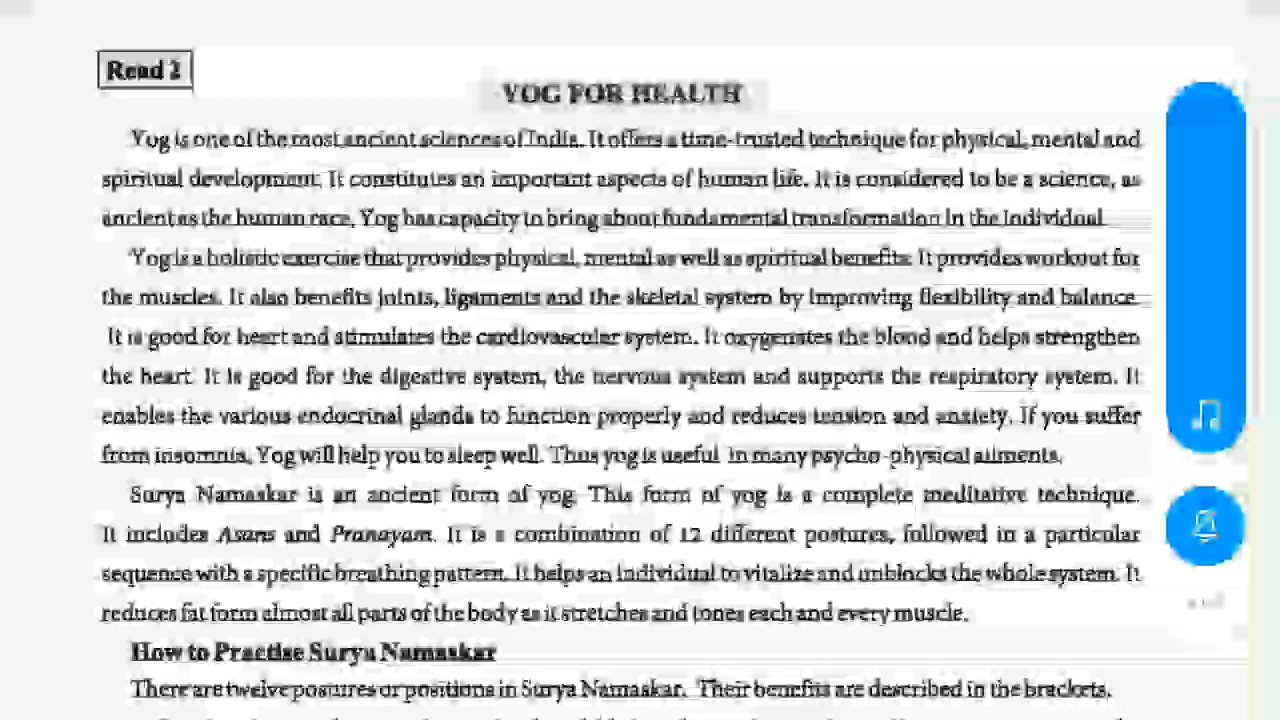 Read 2
YOG FOR HEALTH
Yog is one of the most ancient sciences of India. It offers a time-trusted technique for physical, mental and
spiritual development. It constitutes an important aspects of human life. It is considered to be a science, as
ancient as the human race, Yog has capacity to bring about fundamental transformation in the individual.
Yog is a holistic exercise that provides physical, mental as well as spiritual benefits. It provides workout for
the muscles. It also benefits joints, ligaments and the skeletal system by improving flexibility and balance.
It is good for heart and stimulates the cardiovascular system. It oxygenates the blood and helps strengthen
the heart. It is good for the digestive system, the nervous system and supports the respiratory system. It
enables the various endocrinal glands to function properly and reduces tension and anxiety. If you suffer
from insomnia, Yog will help you to sleep well. Thus yog is useful in many psycho-physical ailments.
Surya Namaskar is an ancient form of yog. This form of yog is a complete meditative technique.
It includes Asans and Pranayam. It is a combination of 12 different postures, followed in a particular
sequence with a specific breathing pattern. It helps an individual to vitalize and unblocks the whole system. It
reduces fat form almost all parts of the body as it stretches and tones each and every muscle.
How to Practise Surya Namaskar
There are twelve postures or positions in Surya Namaskar. Their benefits are described in the brackets.